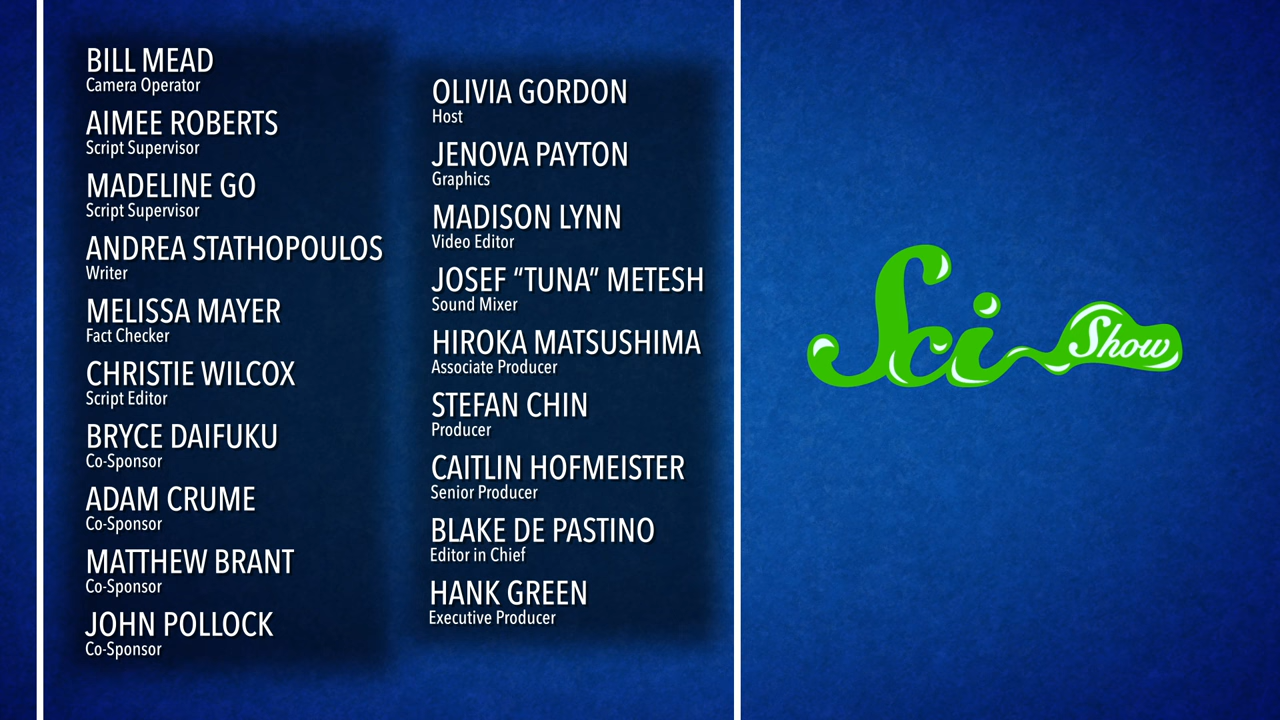 BILL MEAD
Camera Operator
AIMEE ROBERTS
Script Supervisor
MADELINE GO
Script Supervisor
ANDREA STATHOPOULOS
Writer
MELISSA MAYER
Fact Checker
CHRISTIE WILCOX
Script Editor
BRYCE DAIFUKU
Co-Sponsor
ADAM CRUME
Co-Sponsor
MATTHEW BRANT
Co-Sponsor
JOHN POLLOCK
Co-Sponsor
OLIVIA GORDON
Host
JENOVA PAYTON
Graphics
MADISON LYNN
Video Editor
JOSEF “TUNA” METESH
Sound Mixer
HIROKA MATSUSHIMA
Associate Producer
STEFAN CHIN
Producer
CAITLIN HOFMEISTER
Senior Producer
BLAKE DE PASTINO
Editor in Chief
HANK GREEN
Executive Producer
Sci Show